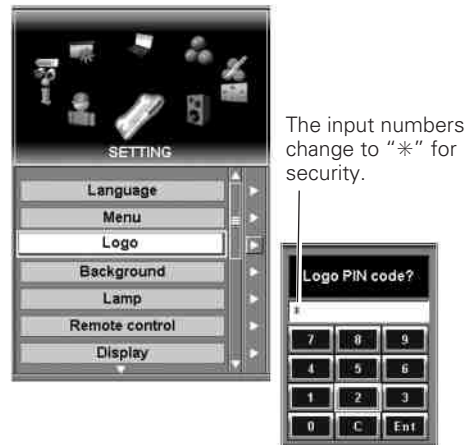 SETTING
Language
Menu
Logo
Background
Lamp
Remote control
Display
The input numbers
change to “✳” for
security.
Logo PIN code?
*
7 8 9
4 5 6
1 2 3
0 C Ent